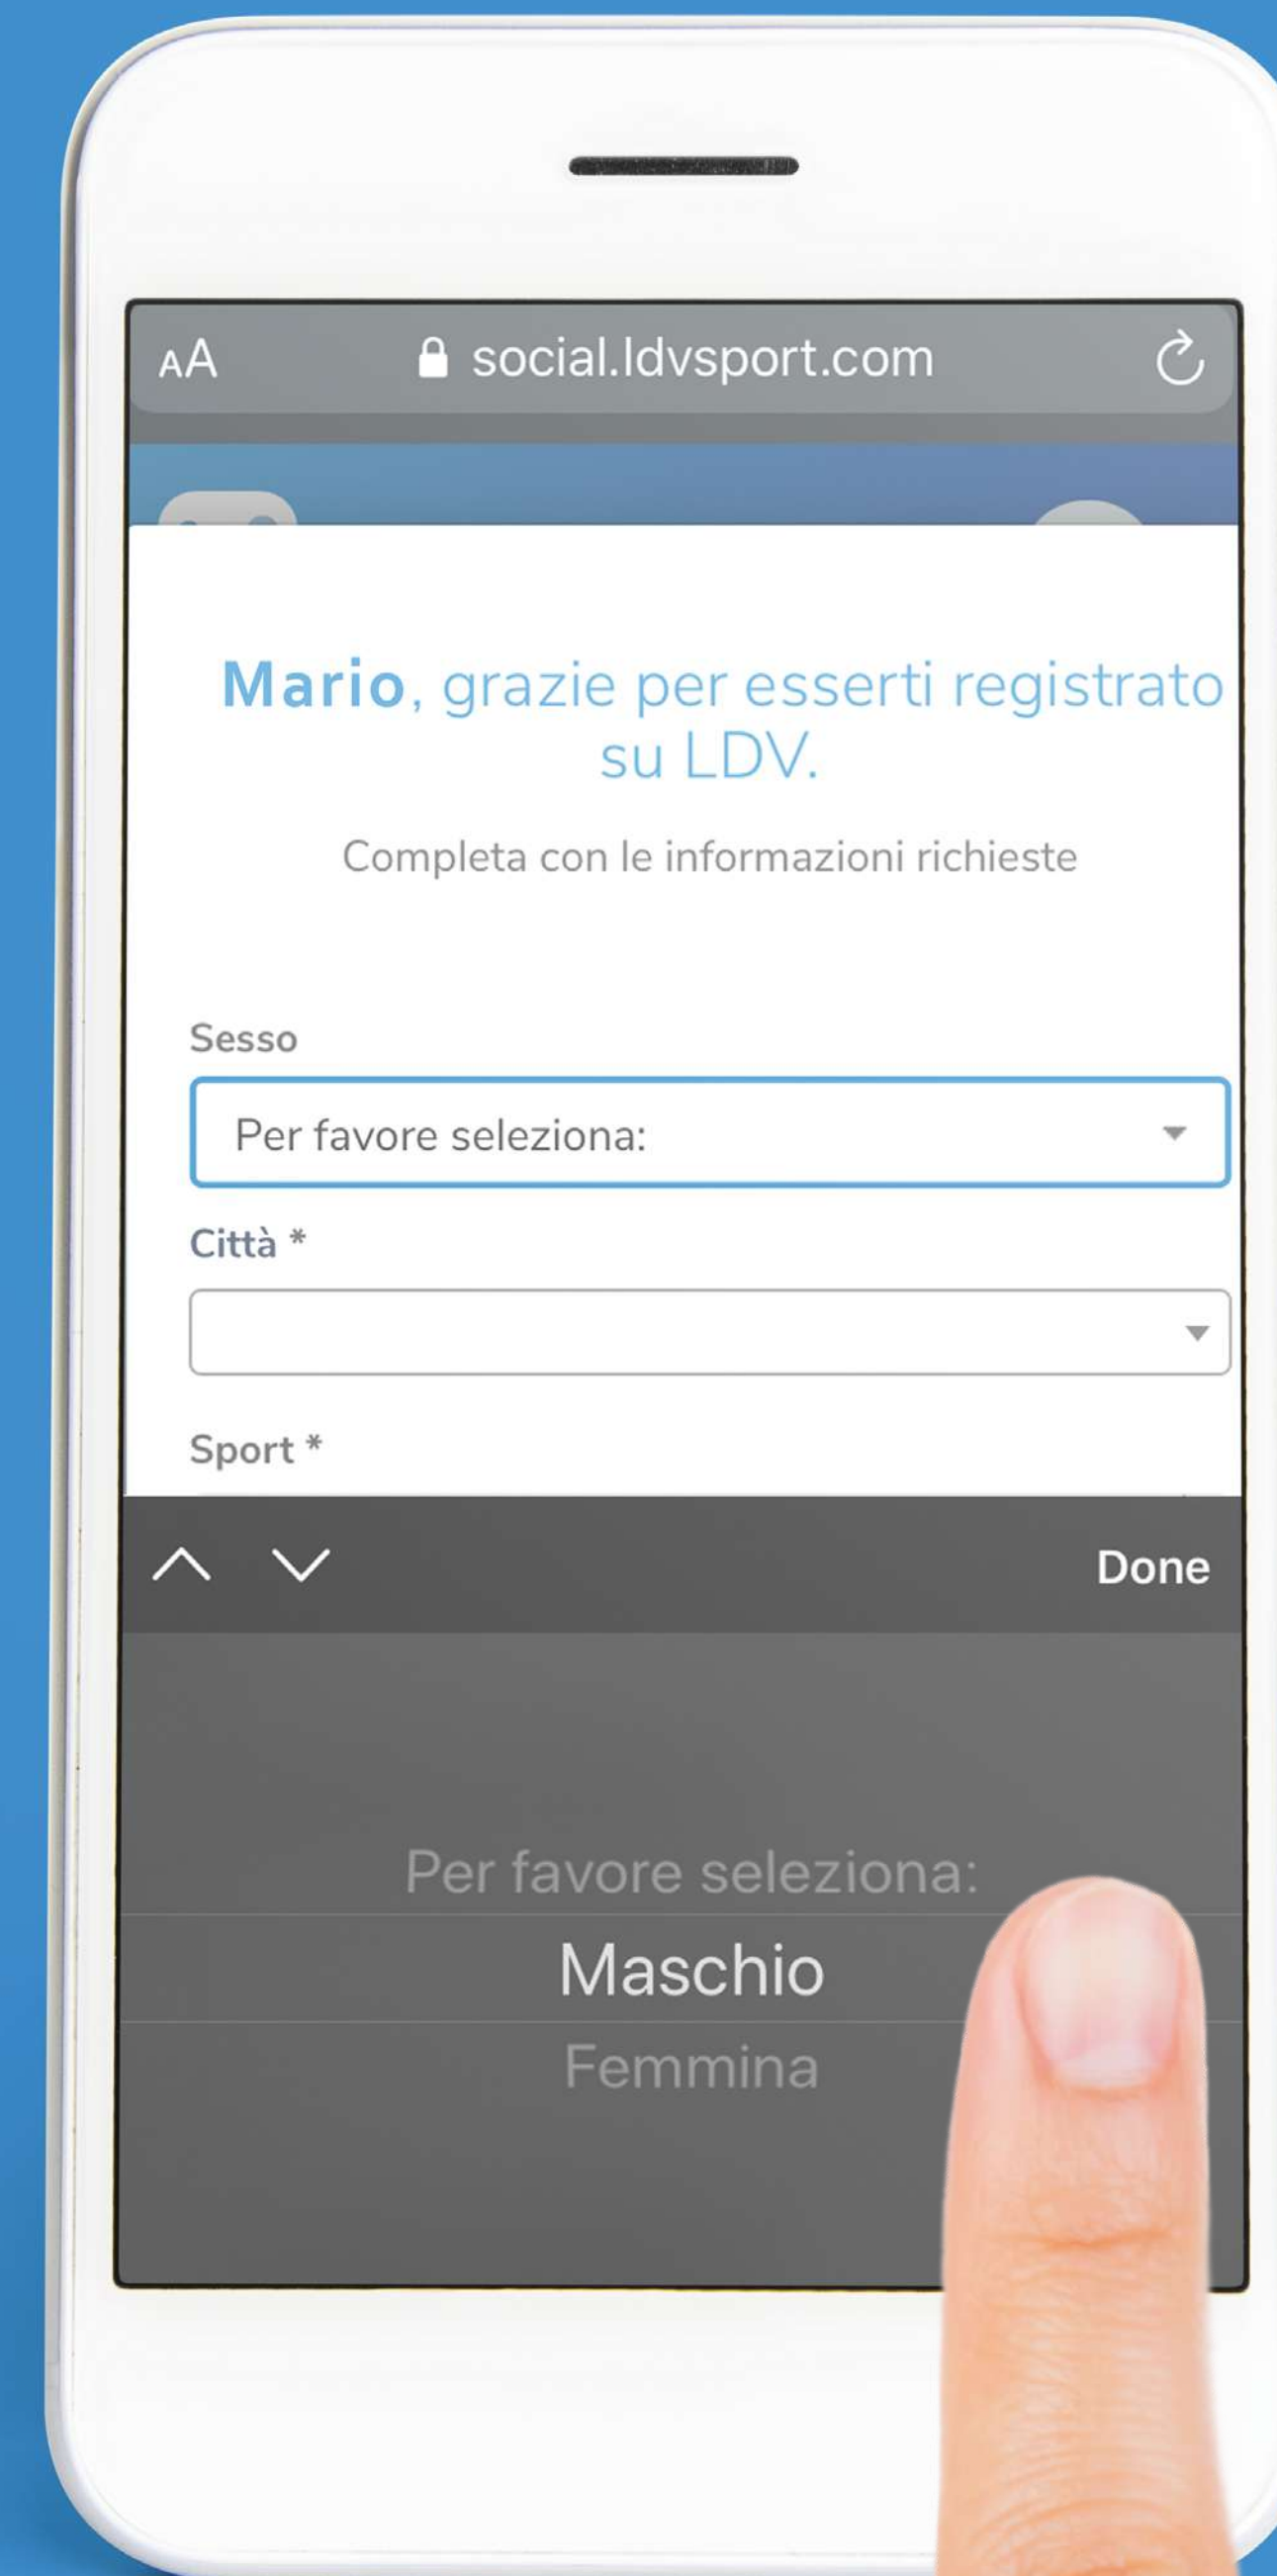 AA social.ldvsport.com
Mario, grazie per esserti registrato
su LDV.
Completa con le informazioni richieste
Sesso
Per favore seleziona:
Città *
Sport *
Done
Per favore seleziona:
Maschio
Femmina